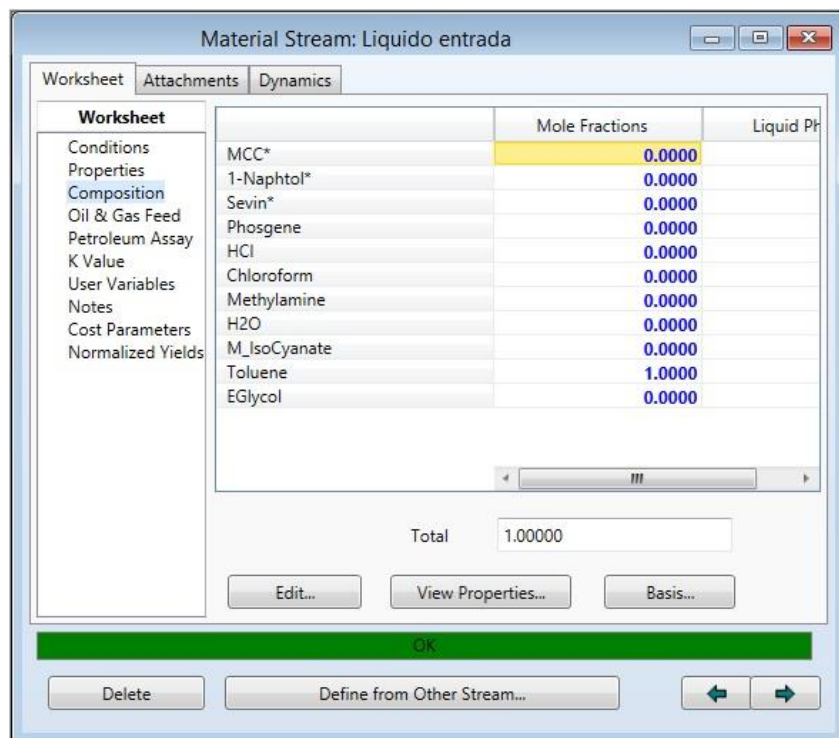 Material Stream: Liquido entrada
Worksheet Attachments Dynamics
Worksheet
Conditions
Properties
Composition
Oil & Gas Feed
Petroleum Assay
K Value
User Variables
Notes
Cost Parameters
Normalized Yields
Mole Fractions Liquid Ph
MCC* 0.0000
1-Naphtol* 0.0000
Sevin* 0.0000
Phosgene 0.0000
HCl 0.0000
Chloroform 0.0000
Methylamine 0.0000
H2O 0.0000
M_IsoCyanate 0.0000
Toluene 1.0000
EGlycol 0.0000
Total 1.00000
Edit... View Properties... Basis...
OK
Delete Define from Other Stream...